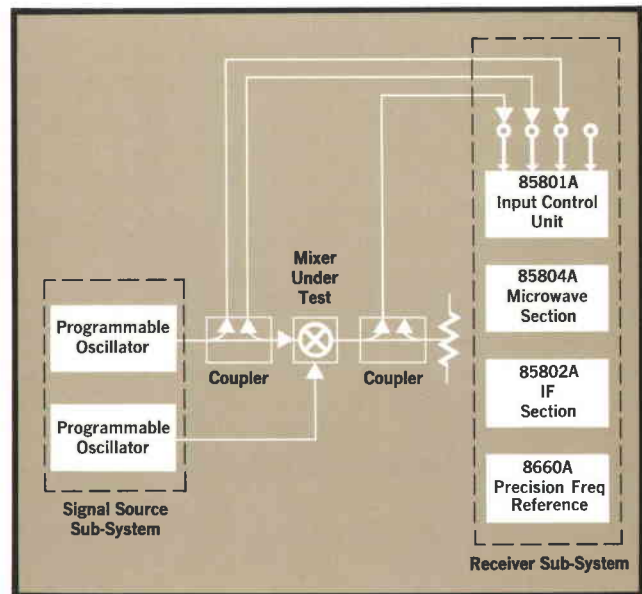 85801A
Input Control
Unit
Mixer
Under
Test
85804A
Microwave
Section
Programmable
Oscillator
Coupler
Coupler
85802A
IF
Section
Programmable
Oscillator
8660A
Precision Freq
Reference
Signal Source
Sub-System
Receiver Sub-System